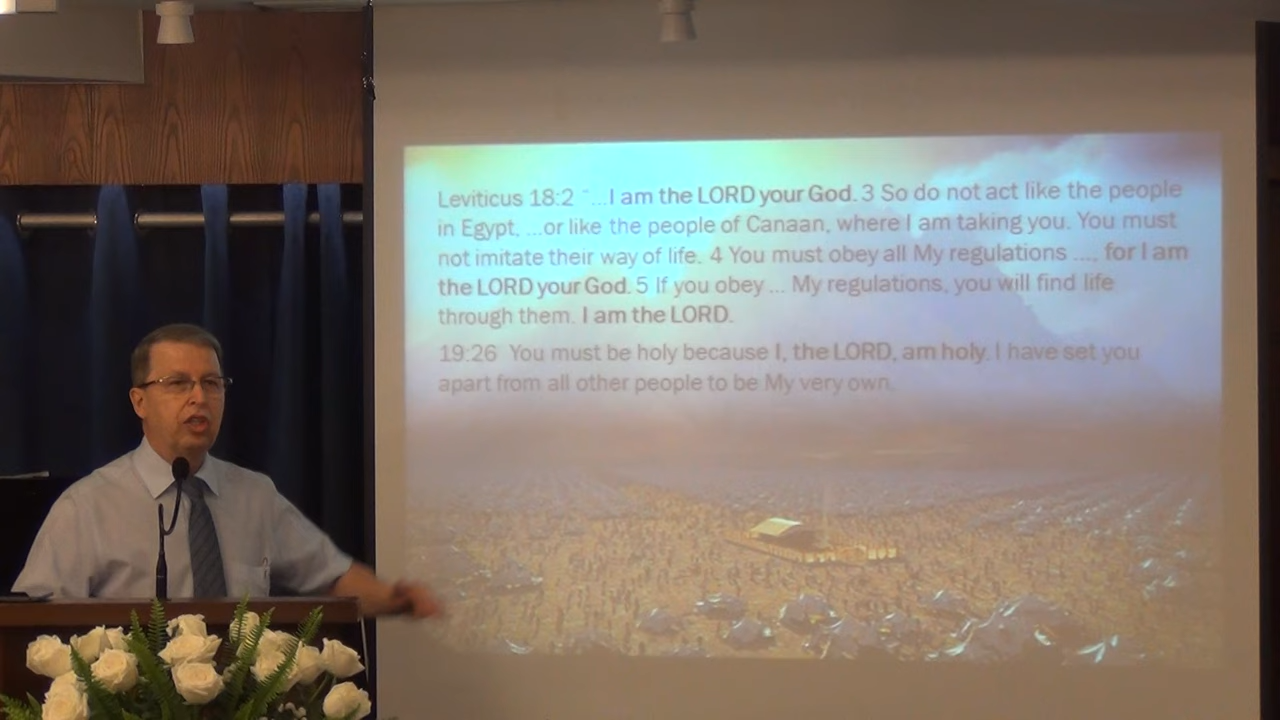 Leviticus 18:2 "...I am the LORD your God. 3 So do not act like the people
in Egypt, ...or like the people of Canaan, where I am taking you. You must
not imitate their way of life. 4 You must obey all My regulations ..., for I am
the LORD your God. 5 If you obey ... My regulations, you will find life
through them. I am the LORD.
19:26 You must be holy because I, the LORD, am holy. I have set you
apart from all other people to be My very own.